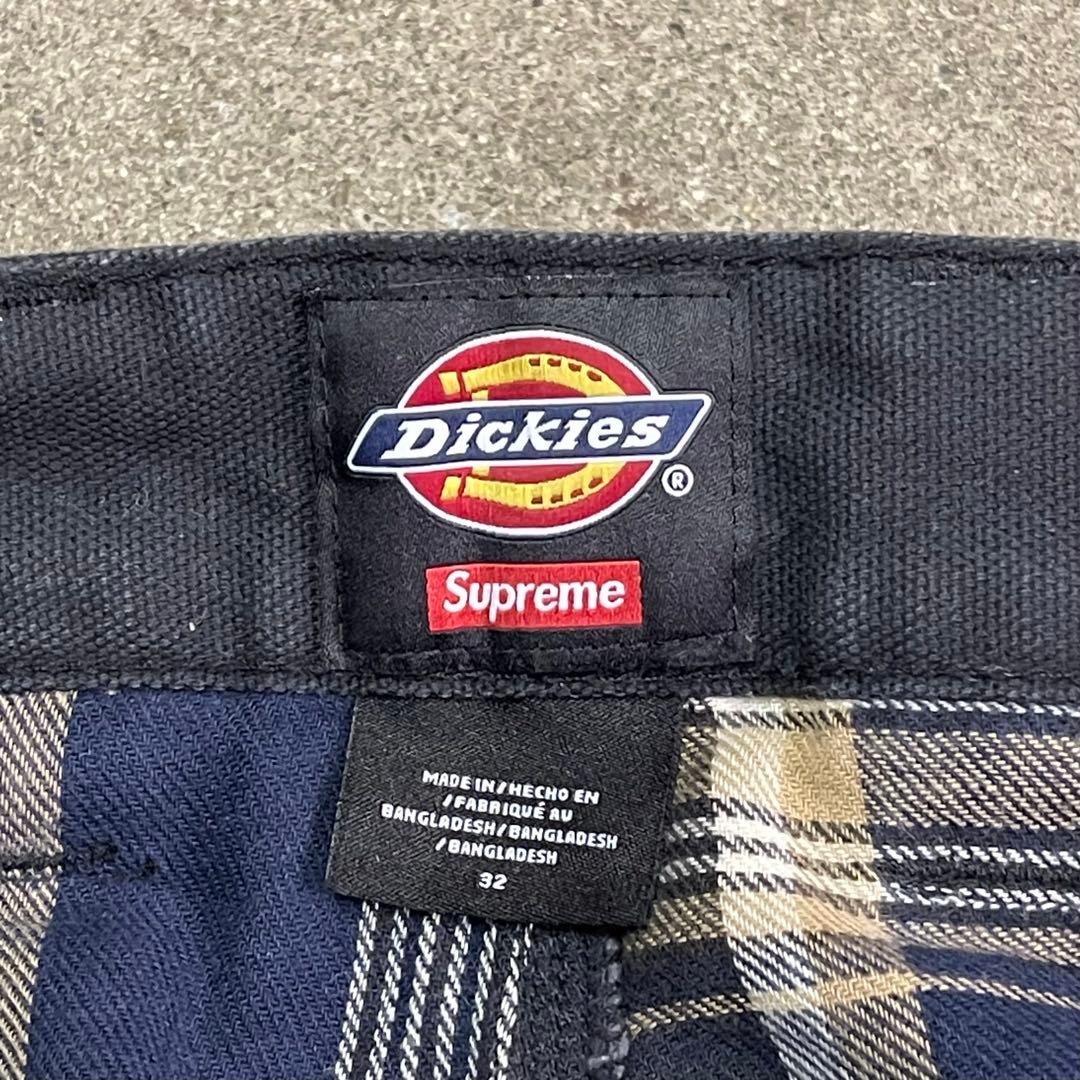 Dickies
®
Supreme
MADE IN/HECHO EN
/FABRIQUÉ AU
BANGLADESH/BANGLADESH
/BANGLADESH
32